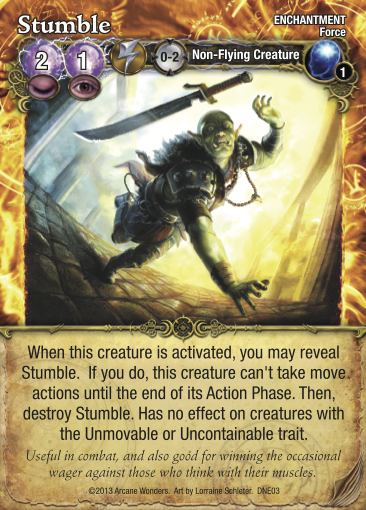 Stumble
ENCHANTMENT
Force
2
1
0-2
Non-Flying Creature
1
When this creature is activated, you may reveal
Stumble. If you do, this creature can't take move
actions until the end of its Action Phase. Then,
destroy Stumble. Has no effect on creatures with
the Unmovable or Uncontainable trait.
Useful in combat, and also good for winning the occasional
wager against those who think with their muscles.
©2013 Arcane Wonders. Art by Lorraine Schleter. DNE03